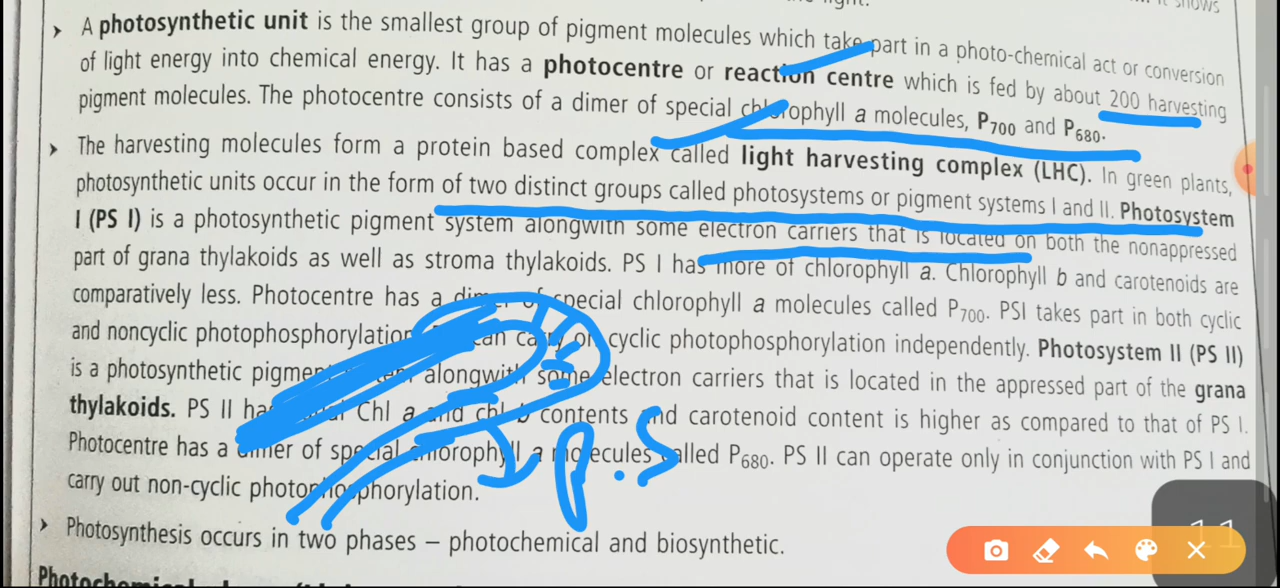 the light.
It shows
A photosynthetic unit is the smallest group of pigment molecules which take part in a photo-chemical act or conversion
of light energy into chemical energy. It has a photocentre or reaction centre which is fed by about 200 harvesting
pigment molecules. The photocentre consists of a dimer of special chlorophyll a molecules, P700 and P680.
The harvesting molecules form a protein based complex called light harvesting complex (LHC). In green plants,
photosynthetic units occur in the form of two distinct groups called photosystems or pigment systems I and II. Photosystem
I (PS I) is a photosynthetic pigment system alongwith some electron carriers that is located on both the nonappressed
part of grana thylakoids as well as stroma thylakoids. PS I has more of chlorophyll a. Chlorophyll b and carotenoids are
comparatively less. Photocentre has a dimer of special chlorophyll a molecules called P700. PSI takes part in both cyclic
and noncyclic photophosphorylation can carry on cyclic photophosphorylation independently. Photosystem II (PS II)
is a photosynthetic pigment alongwith some electron carriers that is located in the appressed part of the grana
thylakoids. PS II has Chl a and chl b contents and carotenoid content is higher as compared to that of PS I.
Photocentre has a dimer of special chlorophyll a molecules called P680. PS II can operate only in conjunction with PS I and
P.S
carry out non-cyclic photophosphorylation.
Photosynthesis occurs in two phases – photochemical and biosynthetic.
11